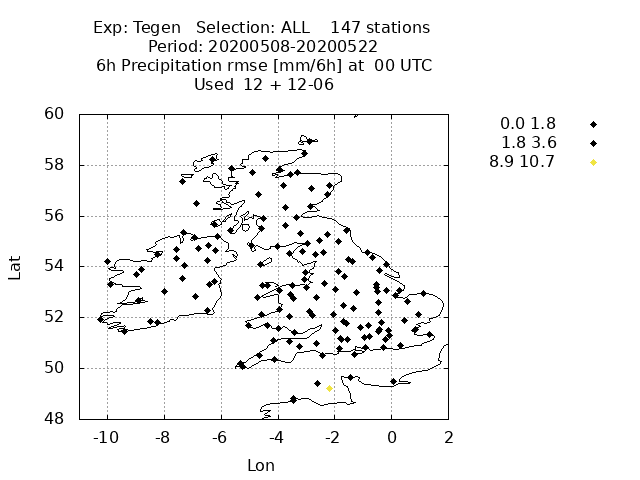 Exp: Tegen Selection: ALL 147 stations
Period: 20200508-20200522
6h Precipitation rmse [mm/6h] at 00 UTC
Used 12 + 12-06
0.0 1.8
1.8 3.6
8.9 10.7
60
58
56
54
52
50
48
Lat
-10 -8 -6 -4 -2 0 2
Lon